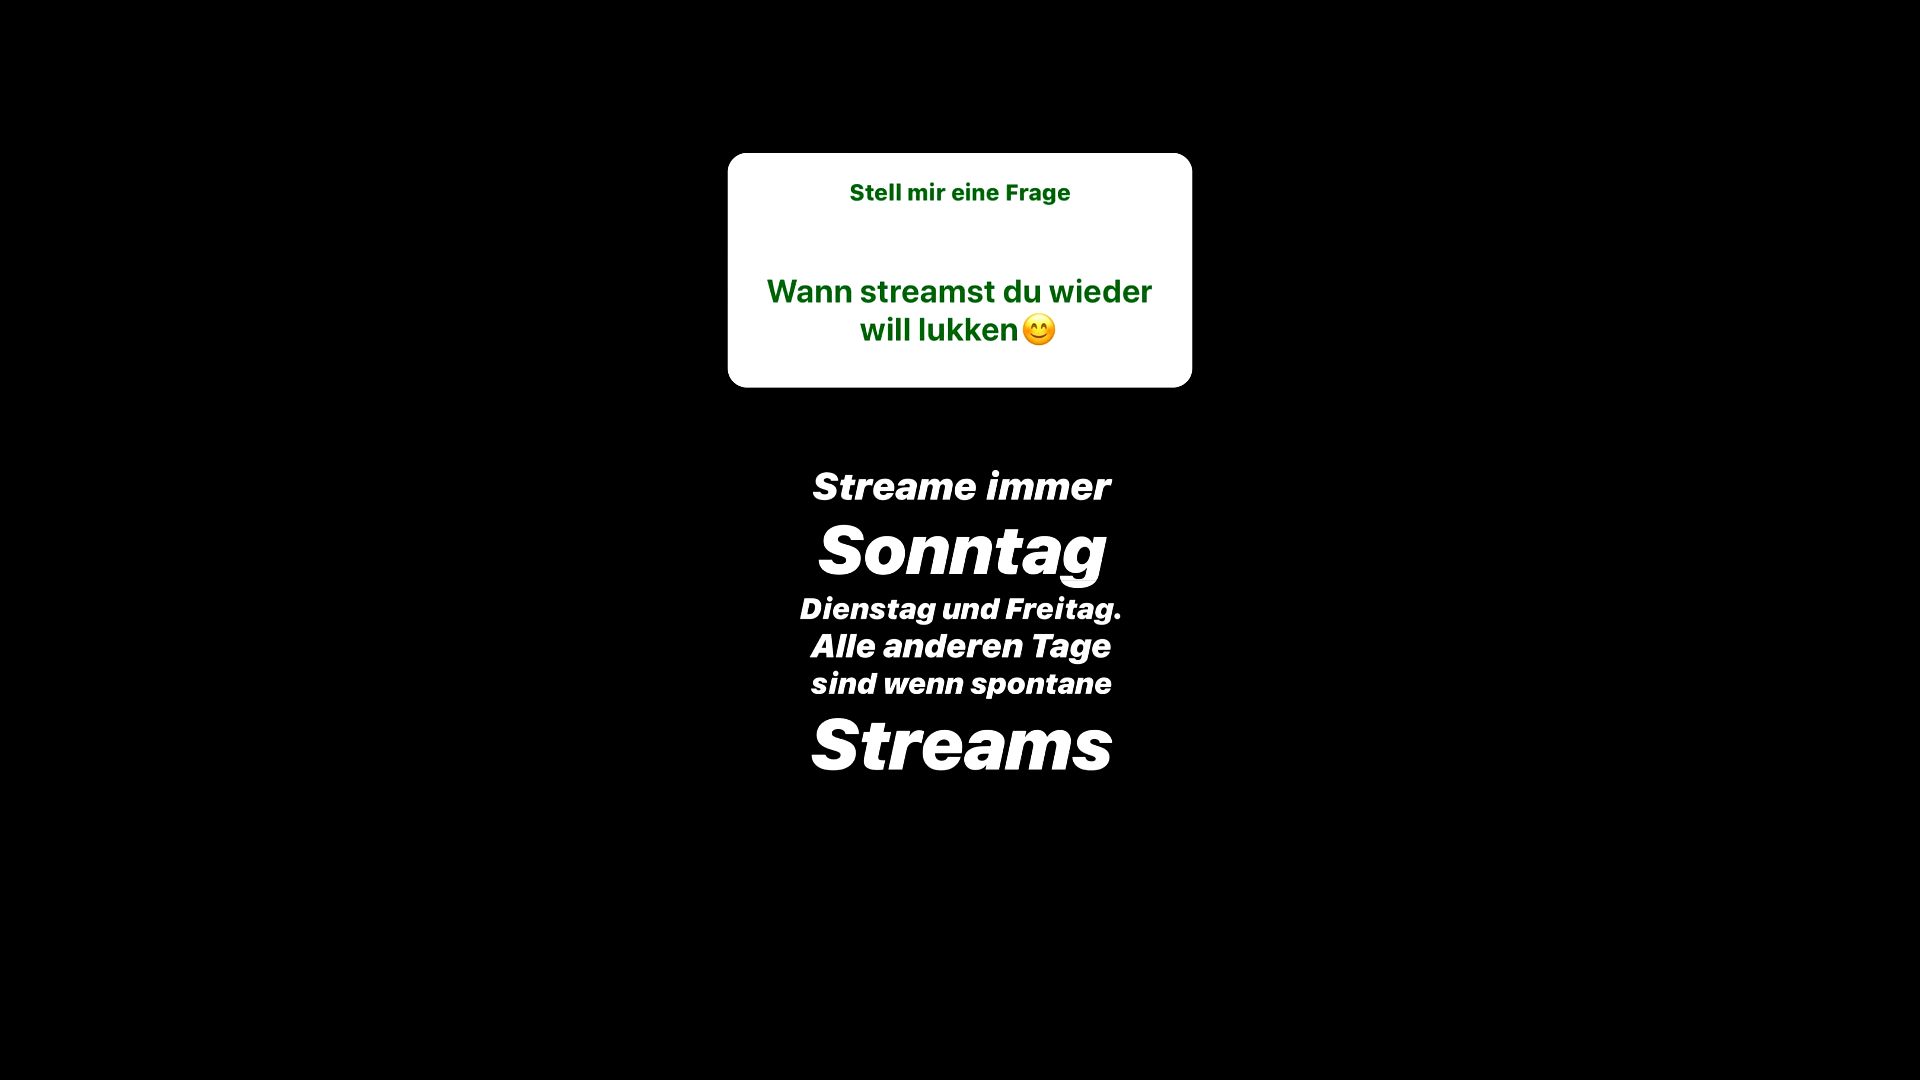 Stell mir eine Frage
Wann streamst du wieder
will lukken😊
Streame immer
Sonntag
Dienstag und Freitag.
Alle anderen Tage
sind wenn spontane
Streams